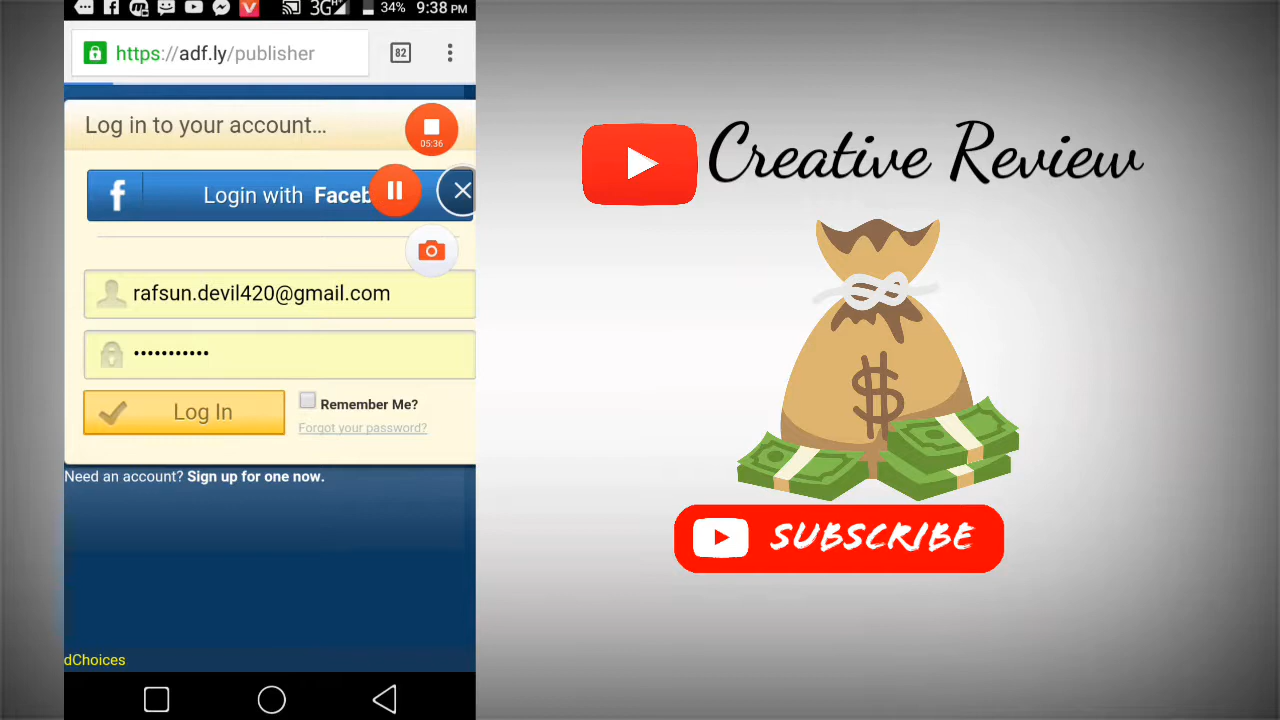 3G H+ 34% 9:38 PM
https://adf.ly/publisher 82
Log in to your account...
05:36
Login with Faceb
rafsun.devil420@gmail.com
•••••••••••
Log In
Remember Me?
Forgot your password?
Need an account? Sign up for one now.
dChoices
Creative Review
$
SUBSCRIBE